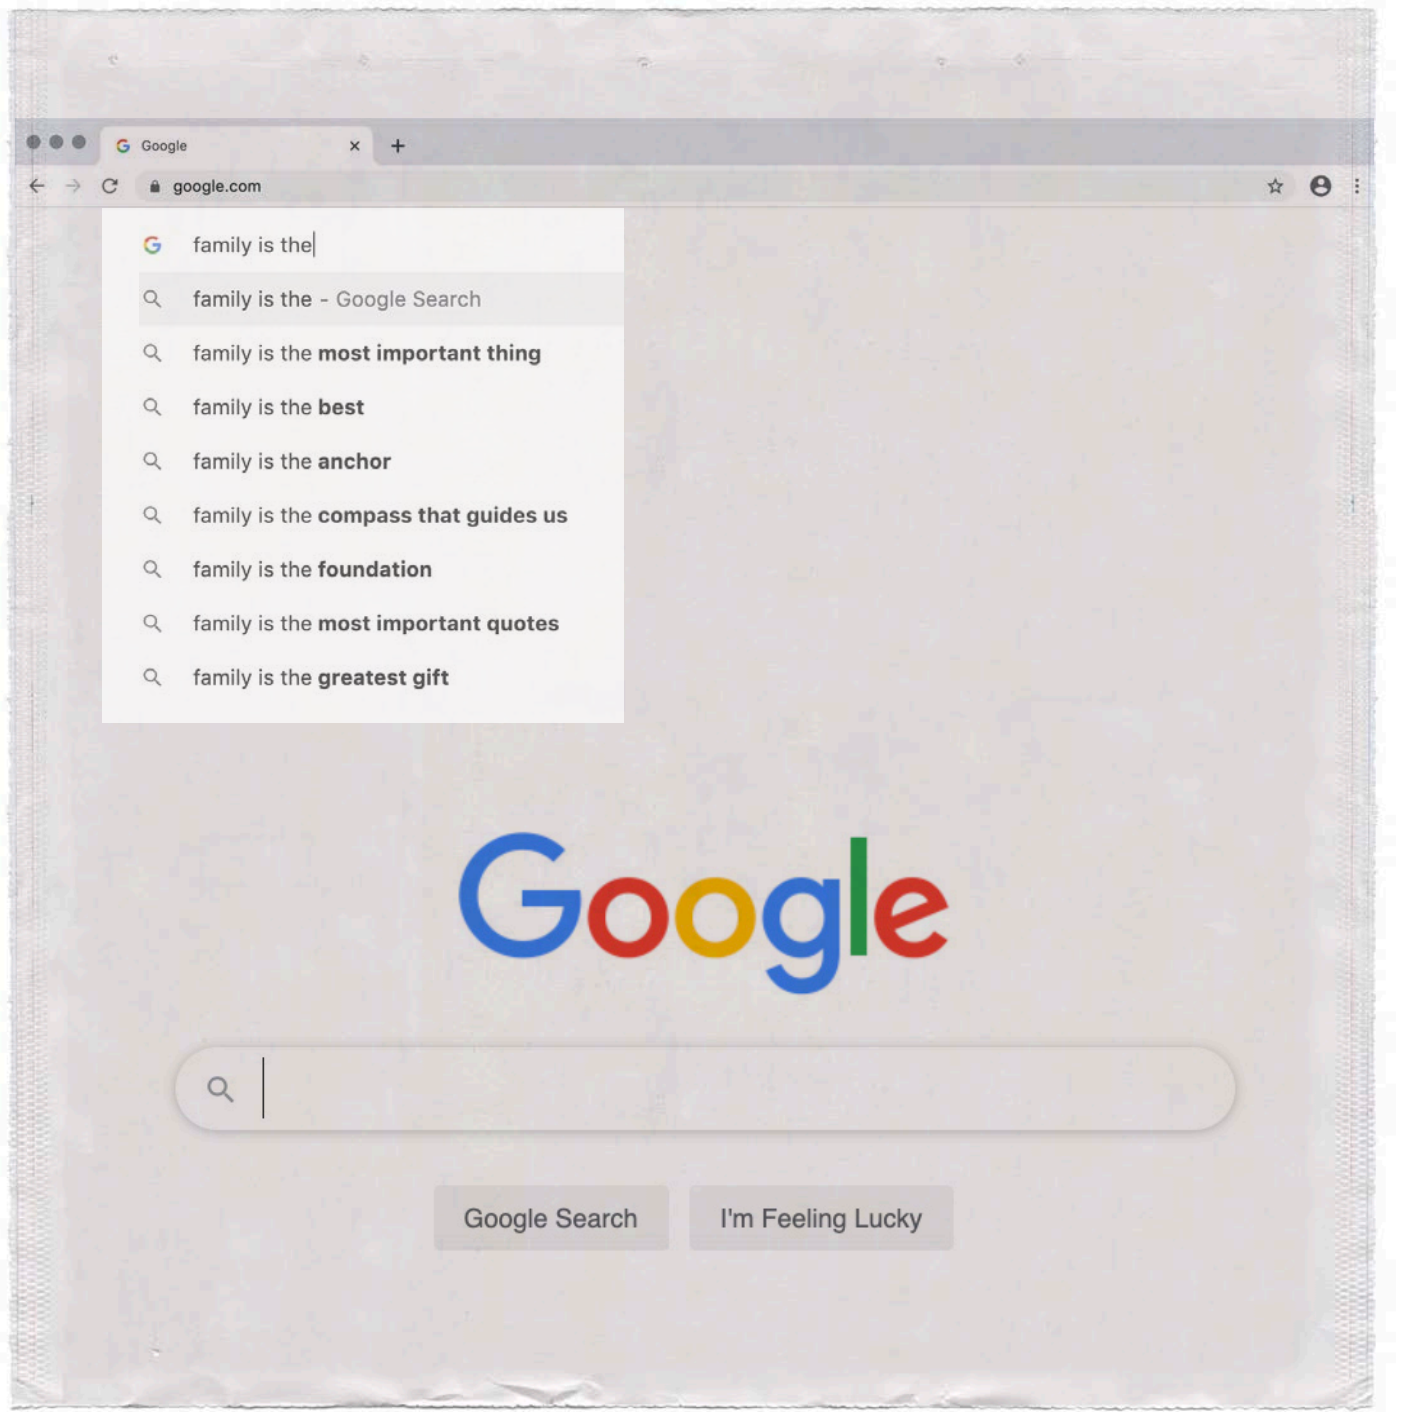 Google
google.com
family is the
family is the - Google Search
family is the most important thing
family is the best
family is the anchor
family is the compass that guides us
family is the foundation
family is the most important quotes
family is the greatest gift
Google
Google Search I'm Feeling Lucky